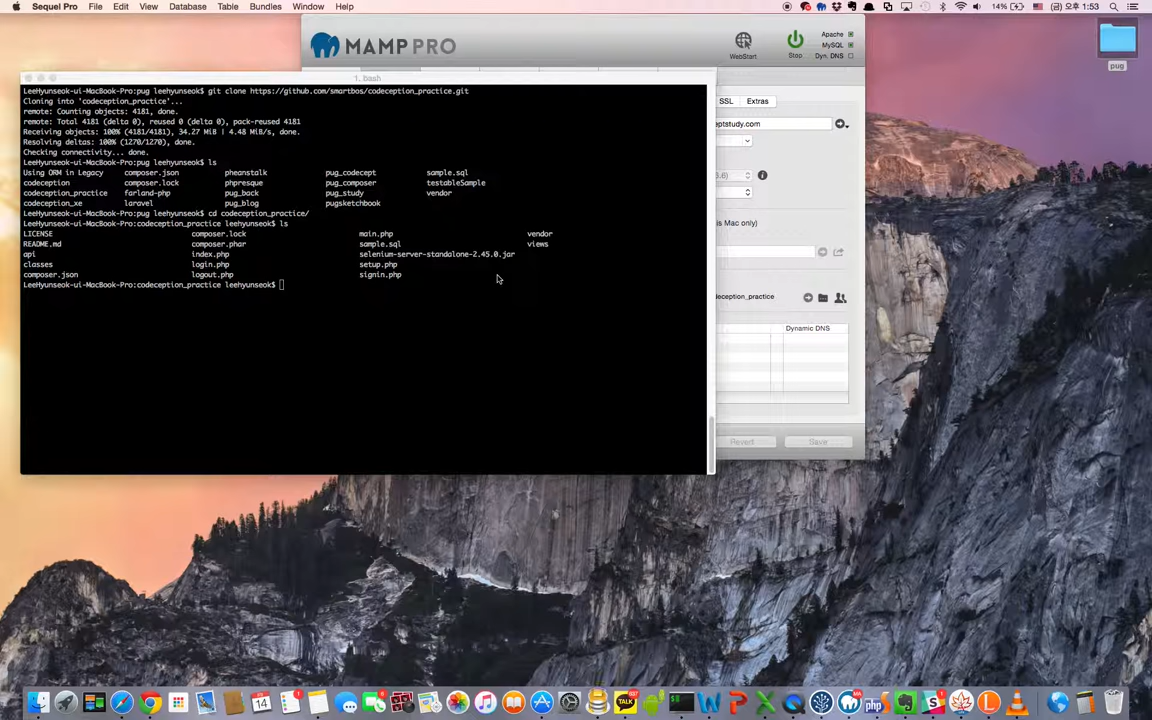 Sequel Pro File Edit View Database Table Bundles Window Help 14% (금) 오후 1:53
MAMP PRO
WebStart Stop
Apache
MySQL
Dyn. DNS
pug
1. bash
LeeHyunseok-ui-MacBook-Pro:pug leehyunseok$ git clone https://github.com/smartbos/codeception_practice.git
Cloning into 'codeception_practice'...
remote: Counting objects: 4181, done.
remote: Total 4181 (delta 0), reused 0 (delta 0), pack-reused 4181
Receiving objects: 100% (4181/4181), 34.27 MiB | 4.48 MiB/s, done.
Resolving deltas: 100% (1270/1270), done.
Checking connectivity... done.
LeeHyunseok-ui-MacBook-Pro:pug leehyunseok$ ls
Using ORM in Legacy composer.json pheanstalk pug_codecept sample.sql
codeception composer.lock phpresque pug_composer testableSample
codeception_practice farland-php pug_back pug_study vendor
codeception_xe laravel pug_blog pugsketchbook
LeeHyunseok-ui-MacBook-Pro:pug leehyunseok$ cd codeception_practice/
LeeHyunseok-ui-MacBook-Pro:codeception_practice leehyunseok$ ls
LICENSE composer.lock main.php vendor
README.md composer.phar sample.sql views
api index.php selenium-server-standalone-2.45.0.jar
classes login.php setup.php
composer.json logout.php signin.php
LeeHyunseok-ui-MacBook-Pro:codeception_practice leehyunseok$
SSL Extras
eptstudy.com
.6)
is Mac only)
deception_practice
Dynamic DNS
Revert Save